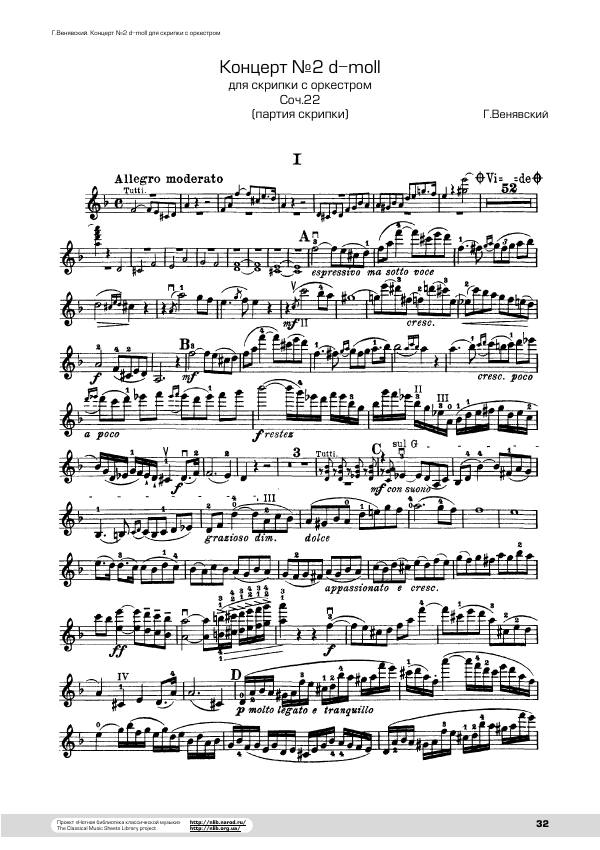 Г.Венявский. Концерт №2 d-moll для скрипки с оркестром
Концерт №2 d-moll
для скрипки с оркестром
Соч.22
(партия скрипки)
Г.Венявский
I
Allegro moderato
Tutti.
Vi= =de
52
A
espressivo ma sotto voce
mf II
cresc.
B
f
mf
cresc. poco
a poco
f restez
II
III
f
3
Tutti.
C
sul G
mf con suono
III
grazioso dim. dolce
appassionato e cresc.
ff
f
IV
D
p molto legato e tranquillo
Проект «Нотная библиотека классической музыки»
The Classical Music Sheets Library project
http://nlib.narod.ru/
http://nlib.org.ua/
32